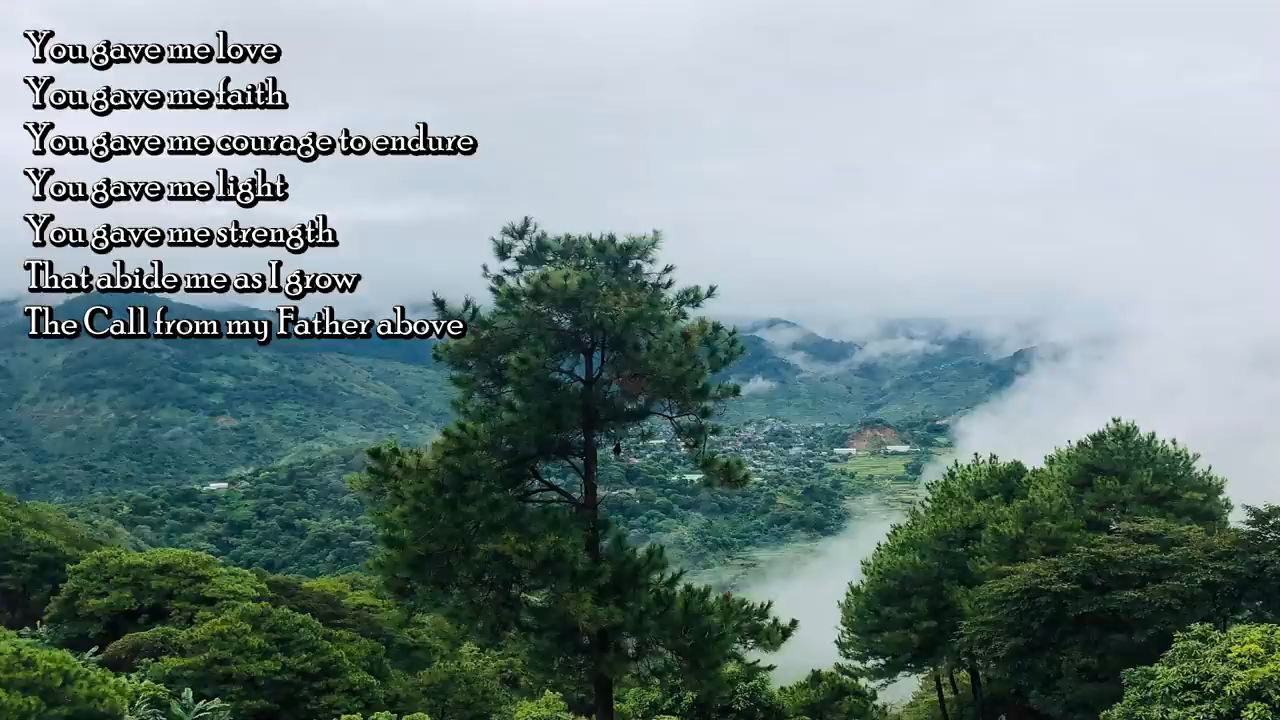 You gave me love
You gave me faith
You gave me courage to endure
You gave me light
You gave me strength
That abide me as I grow
The Call from my Father above